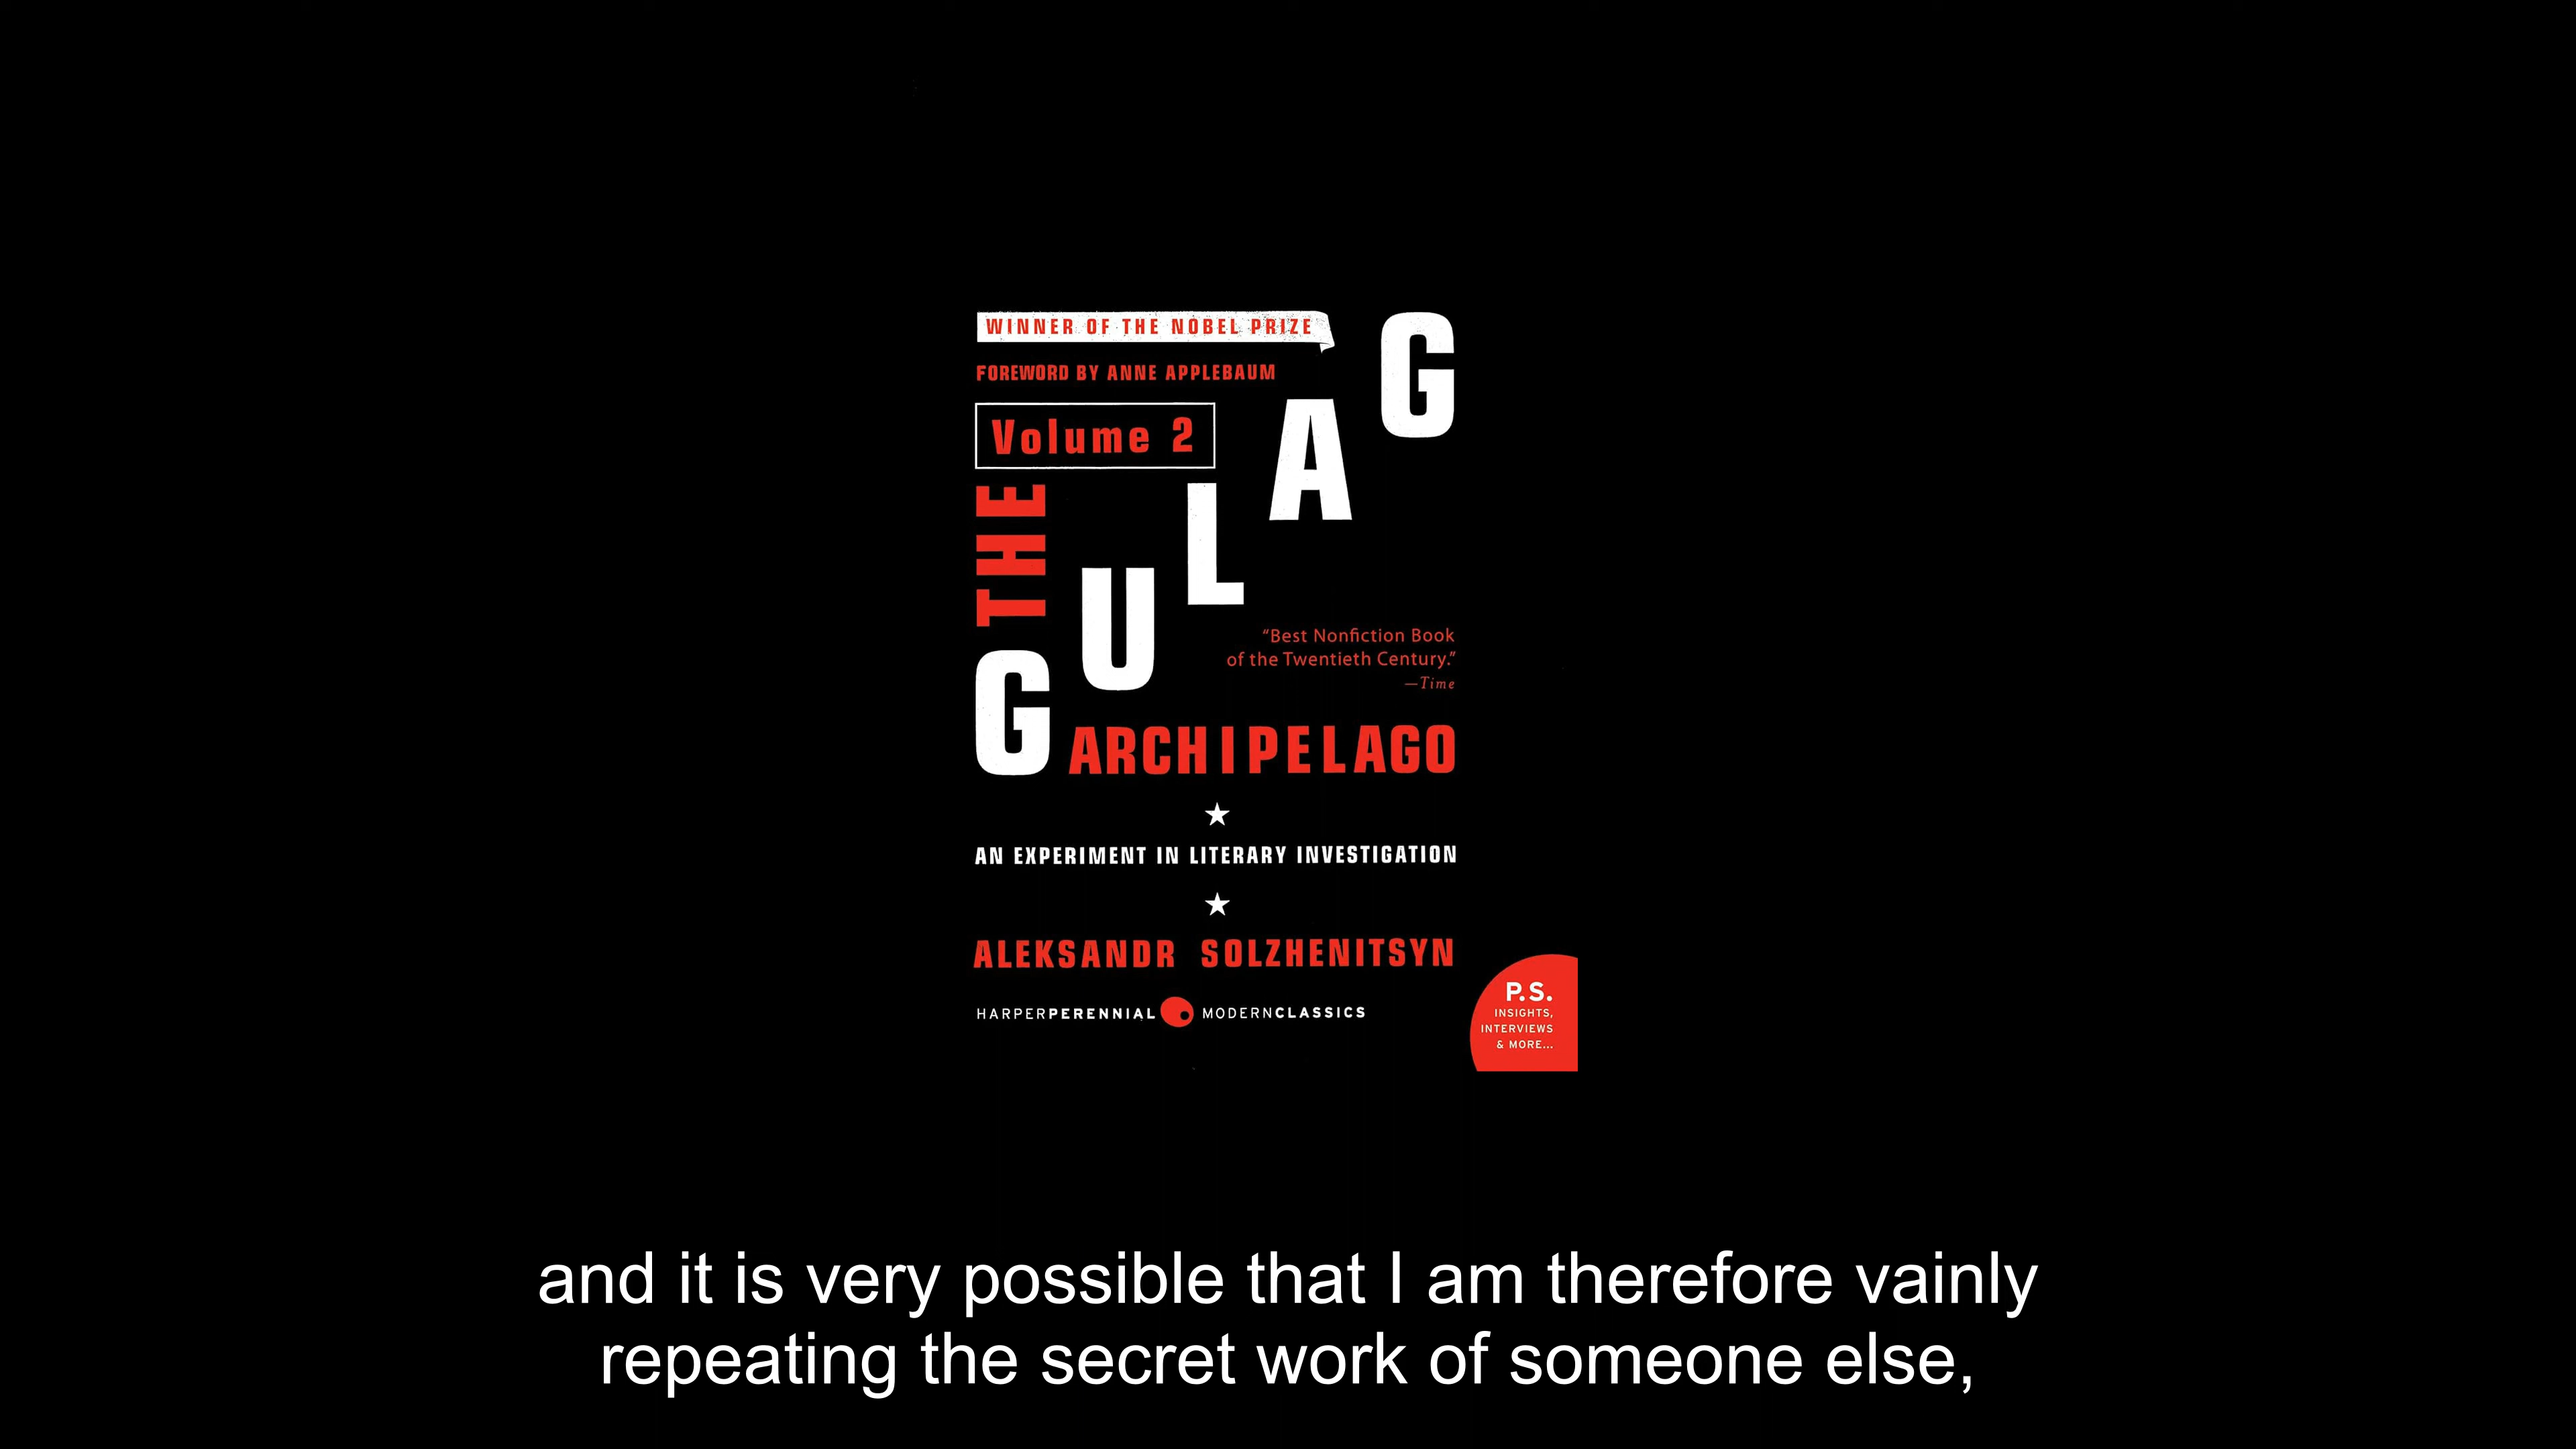 WINNER OF THE NOBEL PRIZE
FOREWORD BY ANNE APPLEBAUM
Volume 2
THE
GULAG
"Best Nonfiction Book
of the Twentieth Century."
—Time
ARCHIPELAGO
AN EXPERIMENT IN LITERARY INVESTIGATION
ALEKSANDR SOLZHENITSYN
HARPERPERENNIAL MODERNCLASSICS
P.S.
INSIGHTS,
INTERVIEWS
& MORE...
and it is very possible that I am therefore vainly
repeating the secret work of someone else,